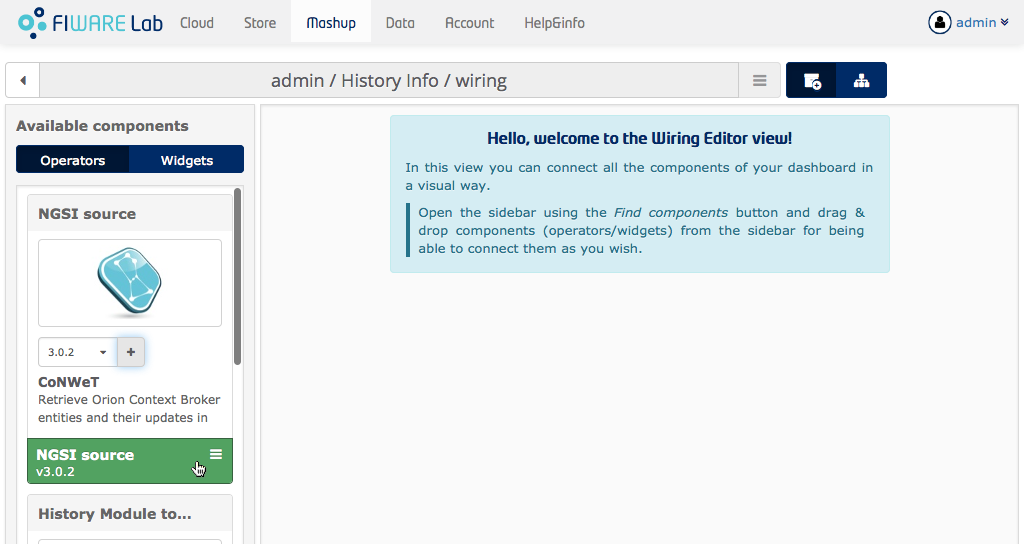 FIWARE Lab Cloud Store Mashup Data Account Help&info admin
admin / History Info / wiring
Available components
Operators Widgets
NGSI source
3.0.2
CoNWeT
Retrieve Orion Context Broker
entities and their updates in
NGSI source
v3.0.2
History Module to...
Hello, welcome to the Wiring Editor view!
In this view you can connect all the components of your dashboard in
a visual way.
Open the sidebar using the Find components button and drag &
drop components (operators/widgets) from the sidebar for being
able to connect them as you wish.